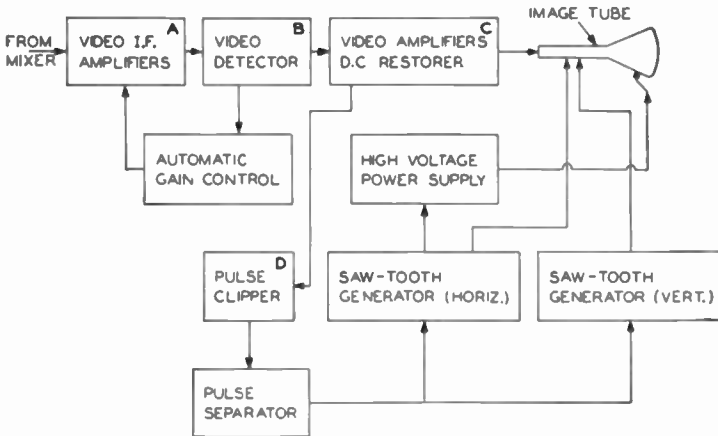 IMAGE TUBE
FROM
MIXER
A
VIDEO I.F.
AMPLIFIERS
B
VIDEO
DETECTOR
C
VIDEO AMPLIFIERS
D.C RESTORER
AUTOMATIC
GAIN CONTROL
HIGH VOLTAGE
POWER SUPPLY
D
PULSE
CLIPPER
SAW-TOOTH
GENERATOR (HORIZ.)
SAW-TOOTH
GENERATOR (VERT.)
PULSE
SEPARATOR